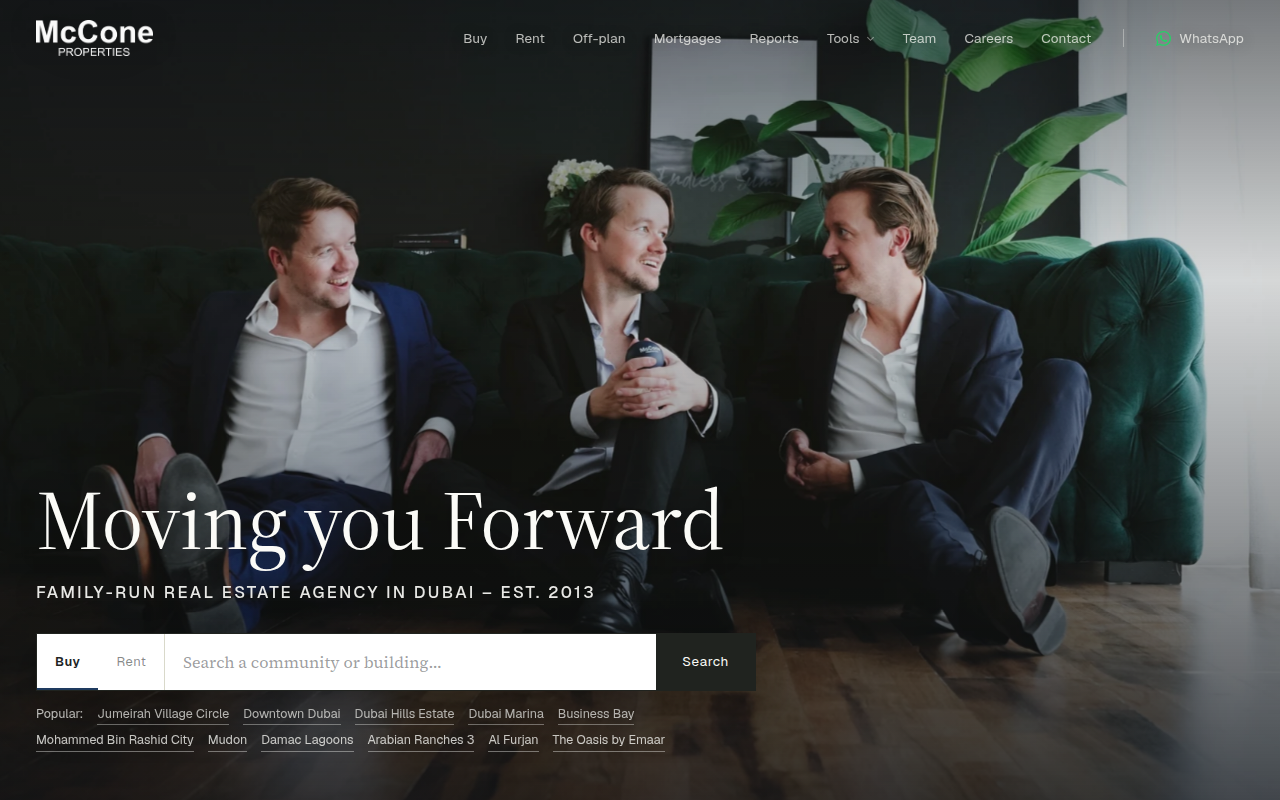 McCone
PROPERTIES
Buy Rent Off-plan Mortgages Reports Tools Team Careers Contact WhatsApp
Endless
McCone
Moving you Forward
FAMILY-RUN REAL ESTATE AGENCY IN DUBAI – EST. 2013
Buy Rent Search a community or building... Search
Popular: Jumeirah Village Circle Downtown Dubai Dubai Hills Estate Dubai Marina Business Bay
Mohammed Bin Rashid City Mudon Damac Lagoons Arabian Ranches 3 Al Furjan The Oasis by Emaar